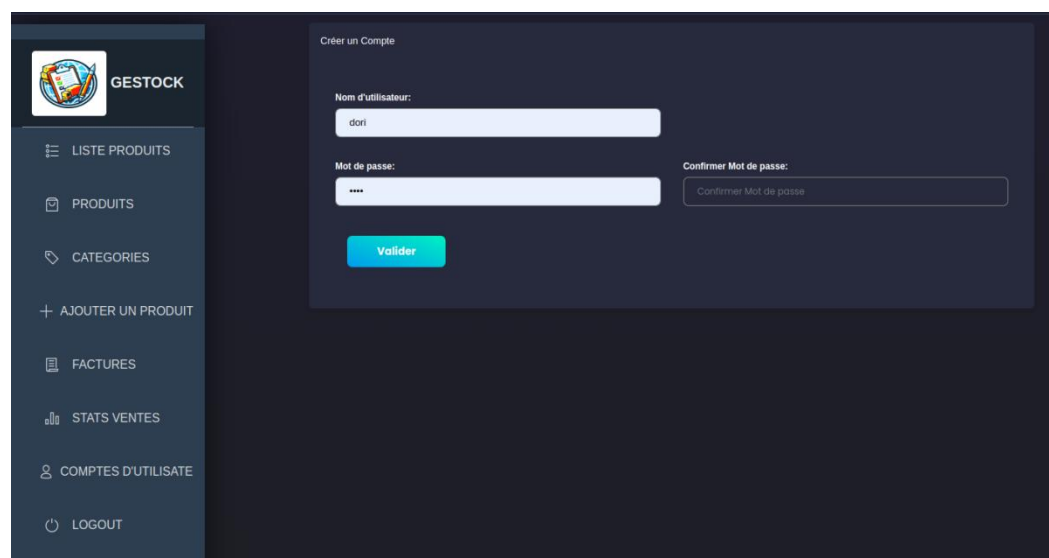 GESTOCK
LISTE PRODUITS
PRODUITS
CATEGORIES
AJOUTER UN PRODUIT
FACTURES
STATS VENTES
COMPTES D'UTILISATE
LOGOUT
Créer un Compte
Nom d'utilisateur:
dori
Mot de passe:
••••
Confirmer Mot de passe:
Confirmer Mot de passe
Valider